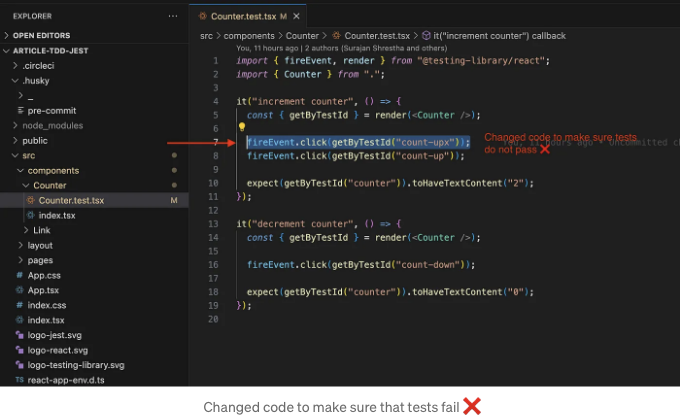 EXPLORER
···
Counter.test.tsx M
OPEN EDITORS
src > components > Counter > Counter.test.tsx > it("increment counter") callback
ARTICLE-TDD-JEST
You, 11 hours ago | 2 authors (Surajan Shrestha and others)
.circleci
.husky
_
pre-commit
node_modules
public
src
components
Counter
Counter.test.tsx M
index.tsx
Link
layout
pages
App.css
App.tsx
index.css
index.tsx
logo-jest.svg
logo-react.svg
logo-testing-library.svg
react-app-env.d.ts
1 import { fireEvent, render } from "@testing-library/react";
2 import { Counter } from ".";
3
4 it("increment counter", () => {
5 const { getByTestId } = render(<Counter />);
6
7 fireEvent.click(getByTestId("count-upx"));
8 fireEvent.click(getByTestId("count-up"));
9
10 expect(getByTestId("counter")).toHaveTextContent("2");
11 });
12
13 it("decrement counter", () => {
14 const { getByTestId } = render(<Counter />);
15
16 fireEvent.click(getByTestId("count-down"));
17
18 expect(getByTestId("counter")).toHaveTextContent("0");
19 });
20
Changed code to make sure tests
do not pass ❌
Changed code to make sure that tests fail ❌